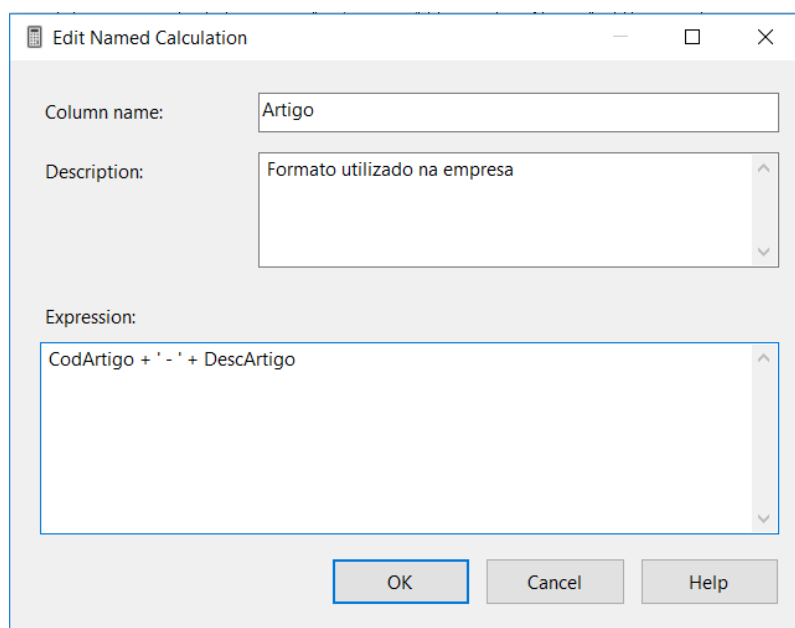 Edit Named Calculation
Column name:
Artigo
Description:
Formato utilizado na empresa
Expression:
CodArtigo + ' - ' + DescArtigo
OK
Cancel
Help